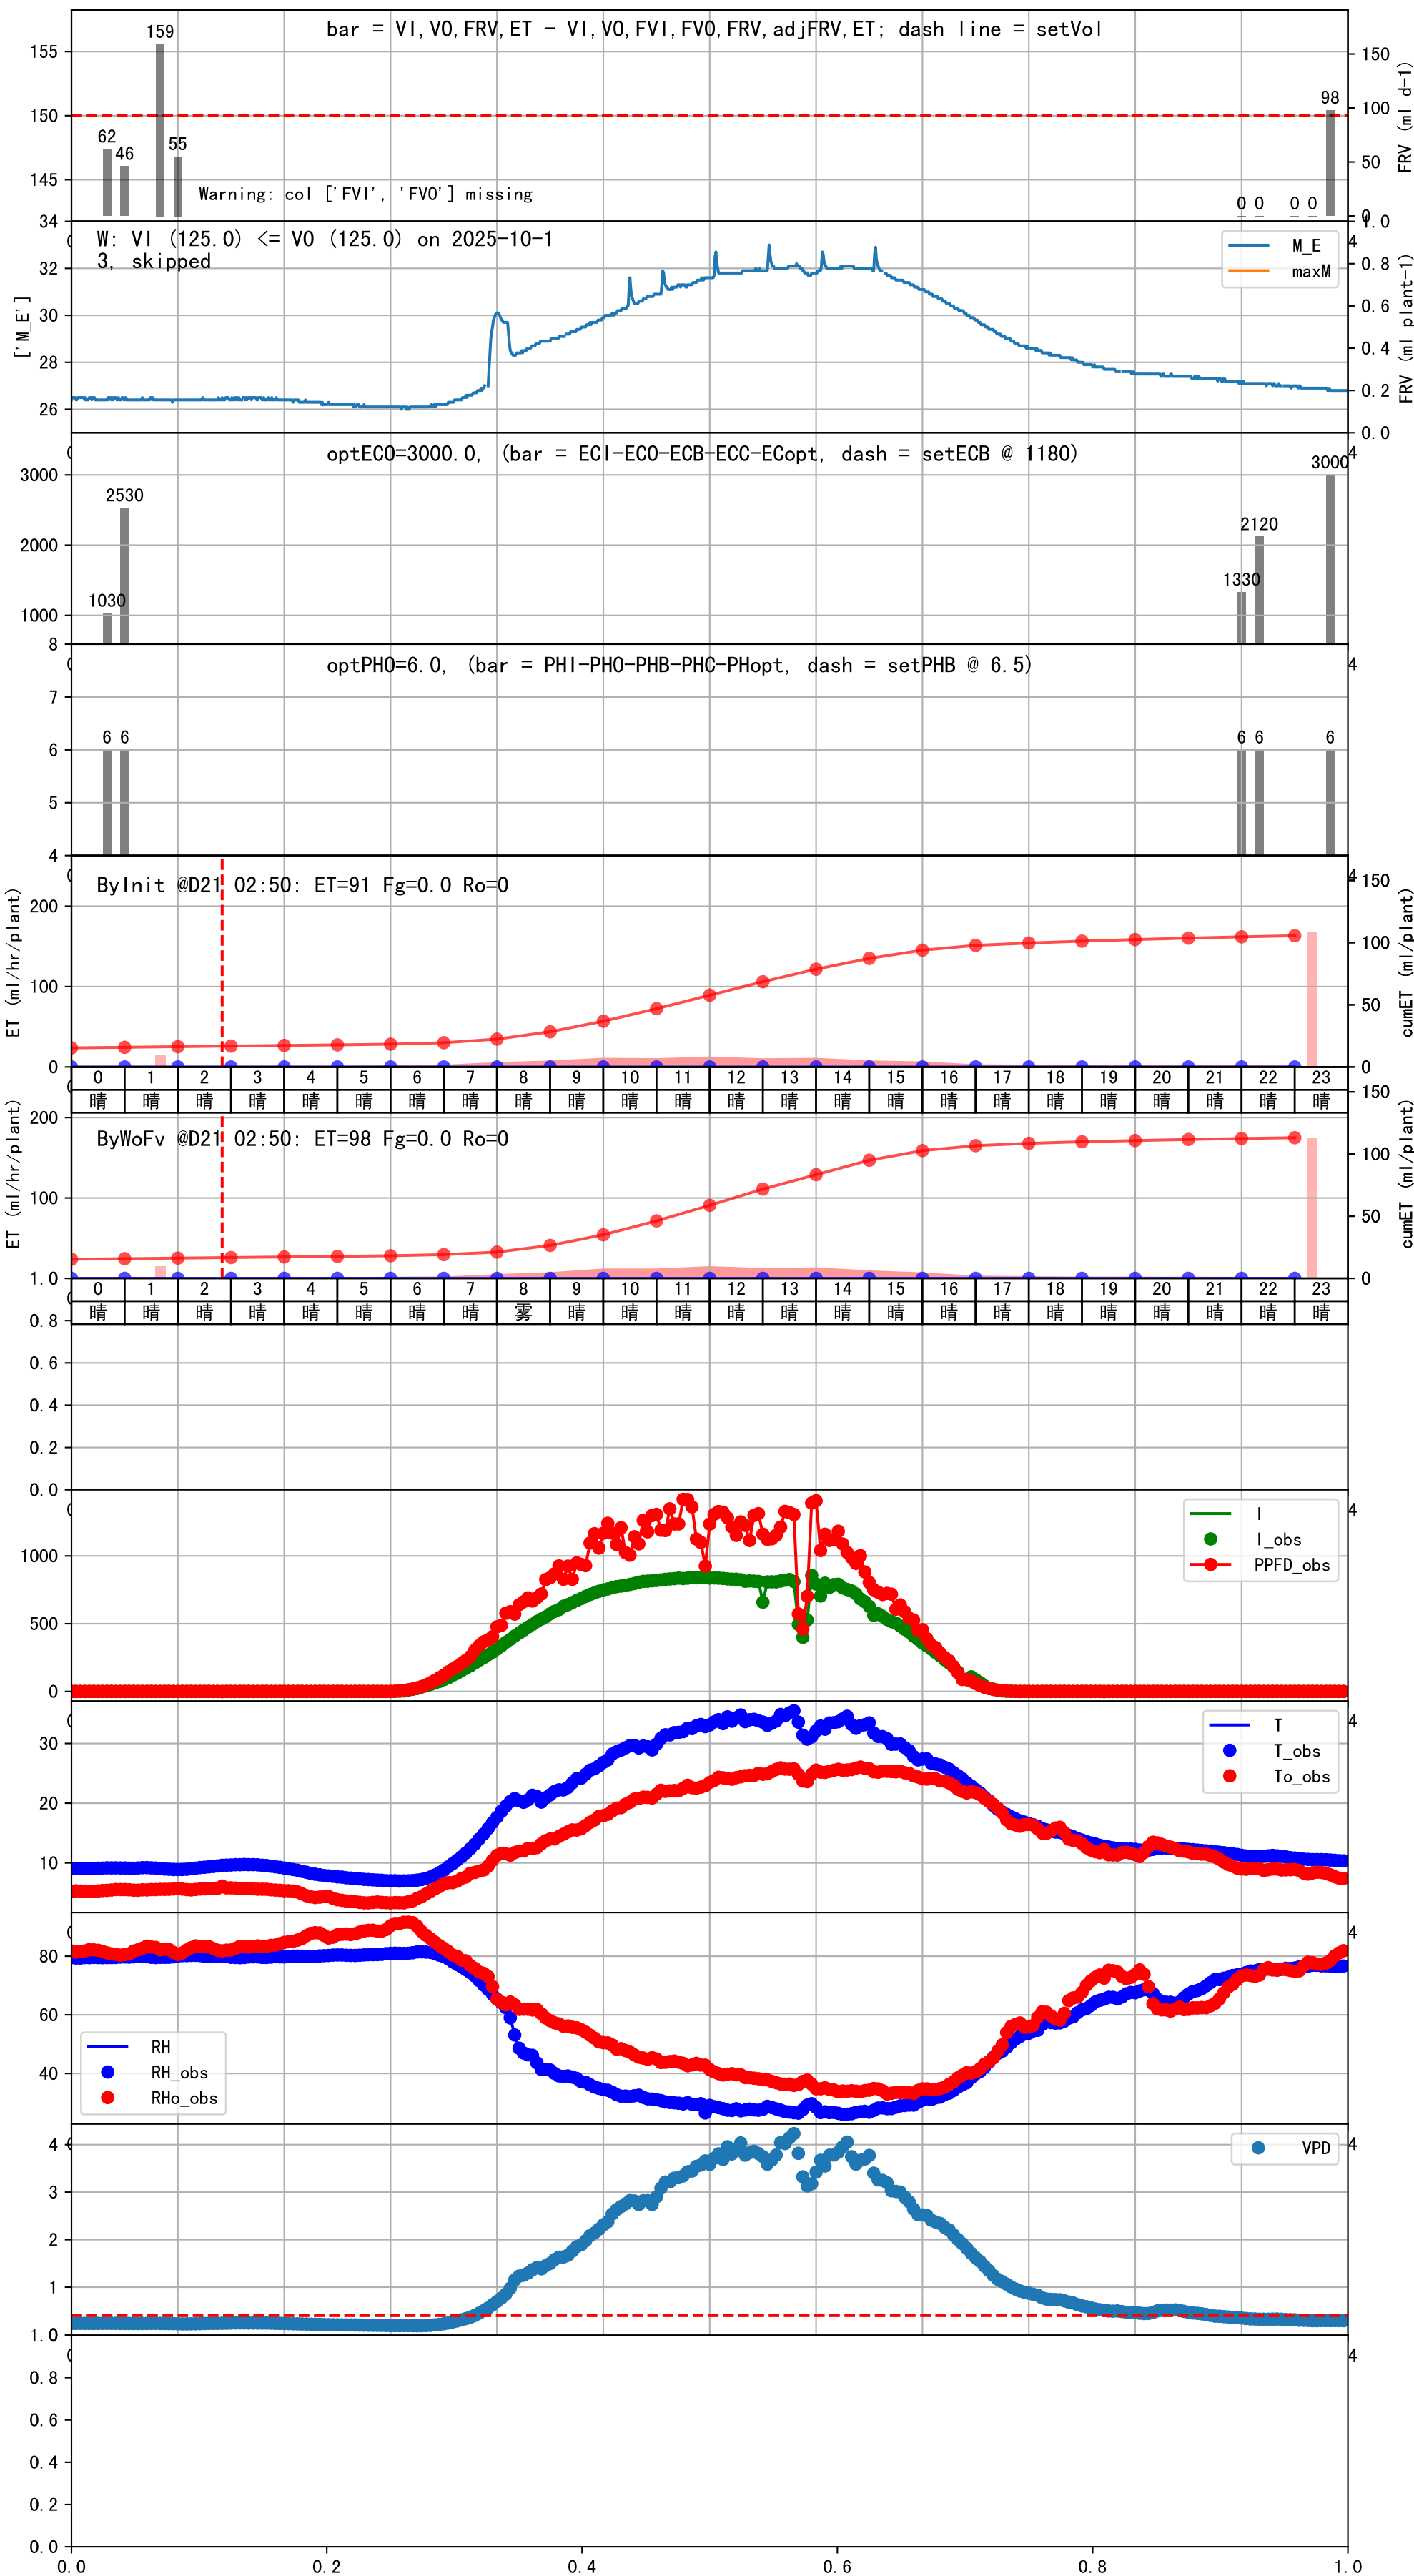 bar = VI,VO,FRV,ET - VI,VO,FVI,FVO,FRV,adjFRV,ET; dash line = setVol
159
62
46
55
98
0 0 0 0
Warning: col ['FVI', 'FVO'] missing
155
150
145
150
100
50
0
FRV (ml d-1)
W: VI (125.0) <= VO (125.0) on 2025-10-1
3, skipped
M_E
maxM
34
32
30
28
26
['M_E']
1.0
0.8
0.6
0.4
0.2
0.0
FRV (ml plant-1)
optECO=3000.0, (bar = ECI-ECO-ECB-ECC-ECopt, dash = setECB @ 1180)
1030
2530
1330
2120
3000
3000
2000
1000
optPHO=6.0, (bar = PHI-PHO-PHB-PHC-PHopt, dash = setPHB @ 6.5)
6 6 6 6 6
8
7
6
5
4
ByInit @D21 02:50: ET=91 Fg=0.0 Ro=0
200
100
0
ET (ml/hr/plant)
150
100
50
0
cumET (ml/plant)
0 1 2 3 4 5 6 7 8 9 10 11 12 13 14 15 16 17 18 19 20 21 22 23
晴 晴 晴 晴 晴 晴 晴 晴 晴 晴 晴 晴 晴 晴 晴 晴 晴 晴 晴 晴 晴 晴 晴 晴
ByWoFv @D21 02:50: ET=98 Fg=0.0 Ro=0
200
100
ET (ml/hr/plant)
150
100
50
0
cumET (ml/plant)
0 1 2 3 4 5 6 7 8 9 10 11 12 13 14 15 16 17 18 19 20 21 22 23
晴 晴 晴 晴 晴 晴 晴 晴 雾 晴 晴 晴 晴 晴 晴 晴 晴 晴 晴 晴 晴 晴 晴 晴
1.0
0.8
0.6
0.4
0.2
0.0
I
I_obs
PPFD_obs
1000
500
0
T
T_obs
To_obs
30
20
10
RH
RH_obs
RHo_obs
80
60
40
VPD
4
3
2
1
1.0
0.8
0.6
0.4
0.2
0.0
0.0 0.2 0.4 0.6 0.8 1.0